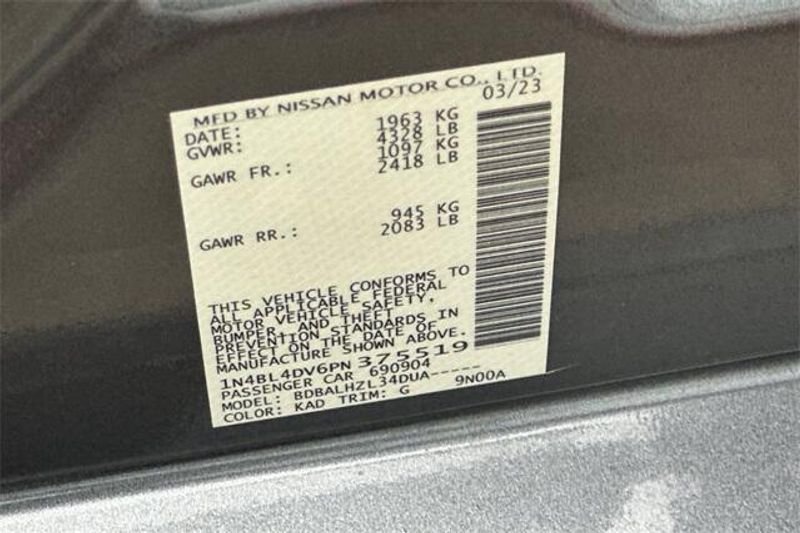 MFD BY NISSAN MOTOR CO., LTD.
DATE: 03/23
GVWR: 1963 KG
4328 LB
GAWR FR.: 1097 KG
2418 LB
GAWR RR.: 945 KG
2083 LB
THIS VEHICLE CONFORMS TO
ALL APPLICABLE FEDERAL
MOTOR VEHICLE SAFETY,
BUMPER, AND THEFT
PREVENTION STANDARDS IN
EFFECT ON THE DATE OF
MANUFACTURE SHOWN ABOVE.
1N4BL4DV6PN375519
PASSENGER CAR 690904
MODEL: BDBALHZL34DUA-----
COLOR: KAD TRIM: G 9N00A